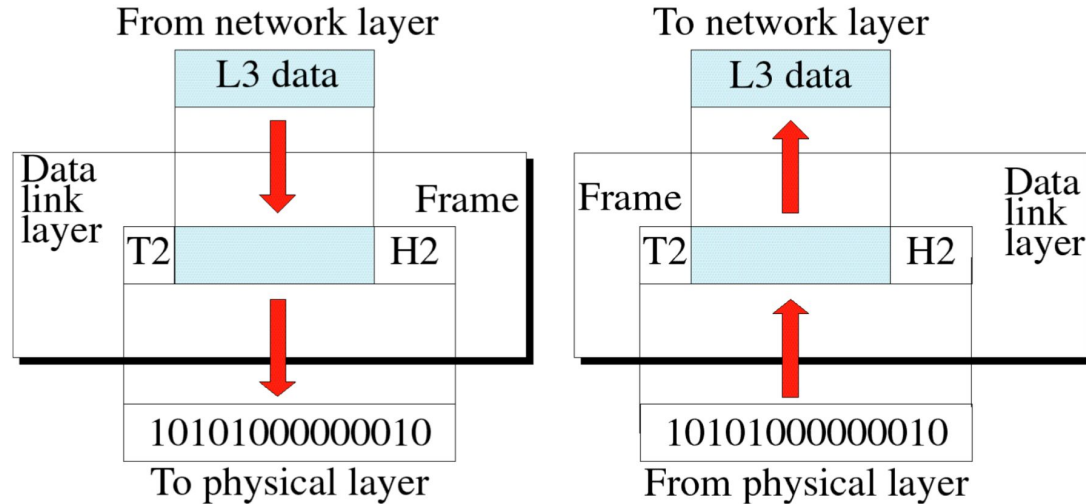 From network layer
L3 data
Data
link
layer
Frame
T2
H2
10101000000010
To physical layer
To network layer
L3 data
Frame
Data
link
layer
T2
H2
10101000000010
From physical layer